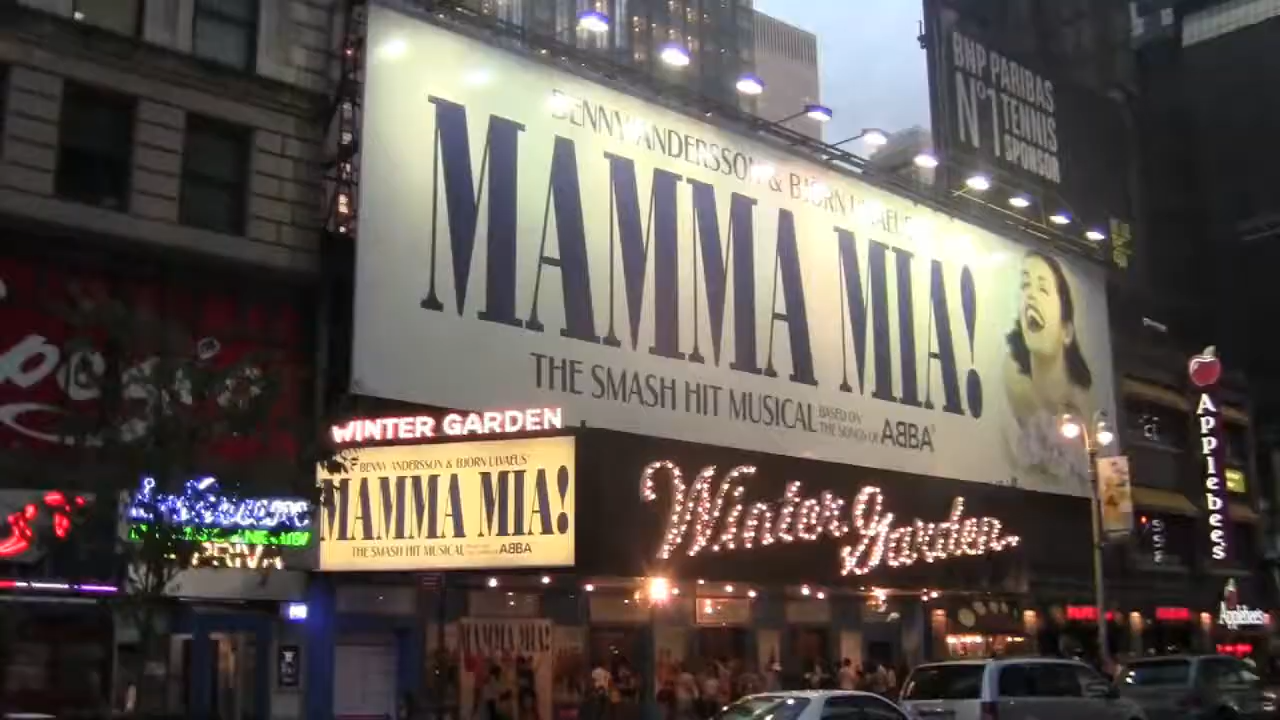 BENNY ANDERSSON & BJÖRN ULVAEUS'
MAMMA MIA!
THE SMASH HIT MUSICAL
BASED ON
THE SONGS OF
ABBA
BNP PARIBAS
Nº1 TENNIS
SPONSOR
WINTER GARDEN
BENNY ANDERSSON & BJÖRN ULVAEUS'
MAMMA MIA!
THE SMASH HIT MUSICAL
ABBA
Winter Garden
MAMMA MIA!
Applebee's
Applebee's